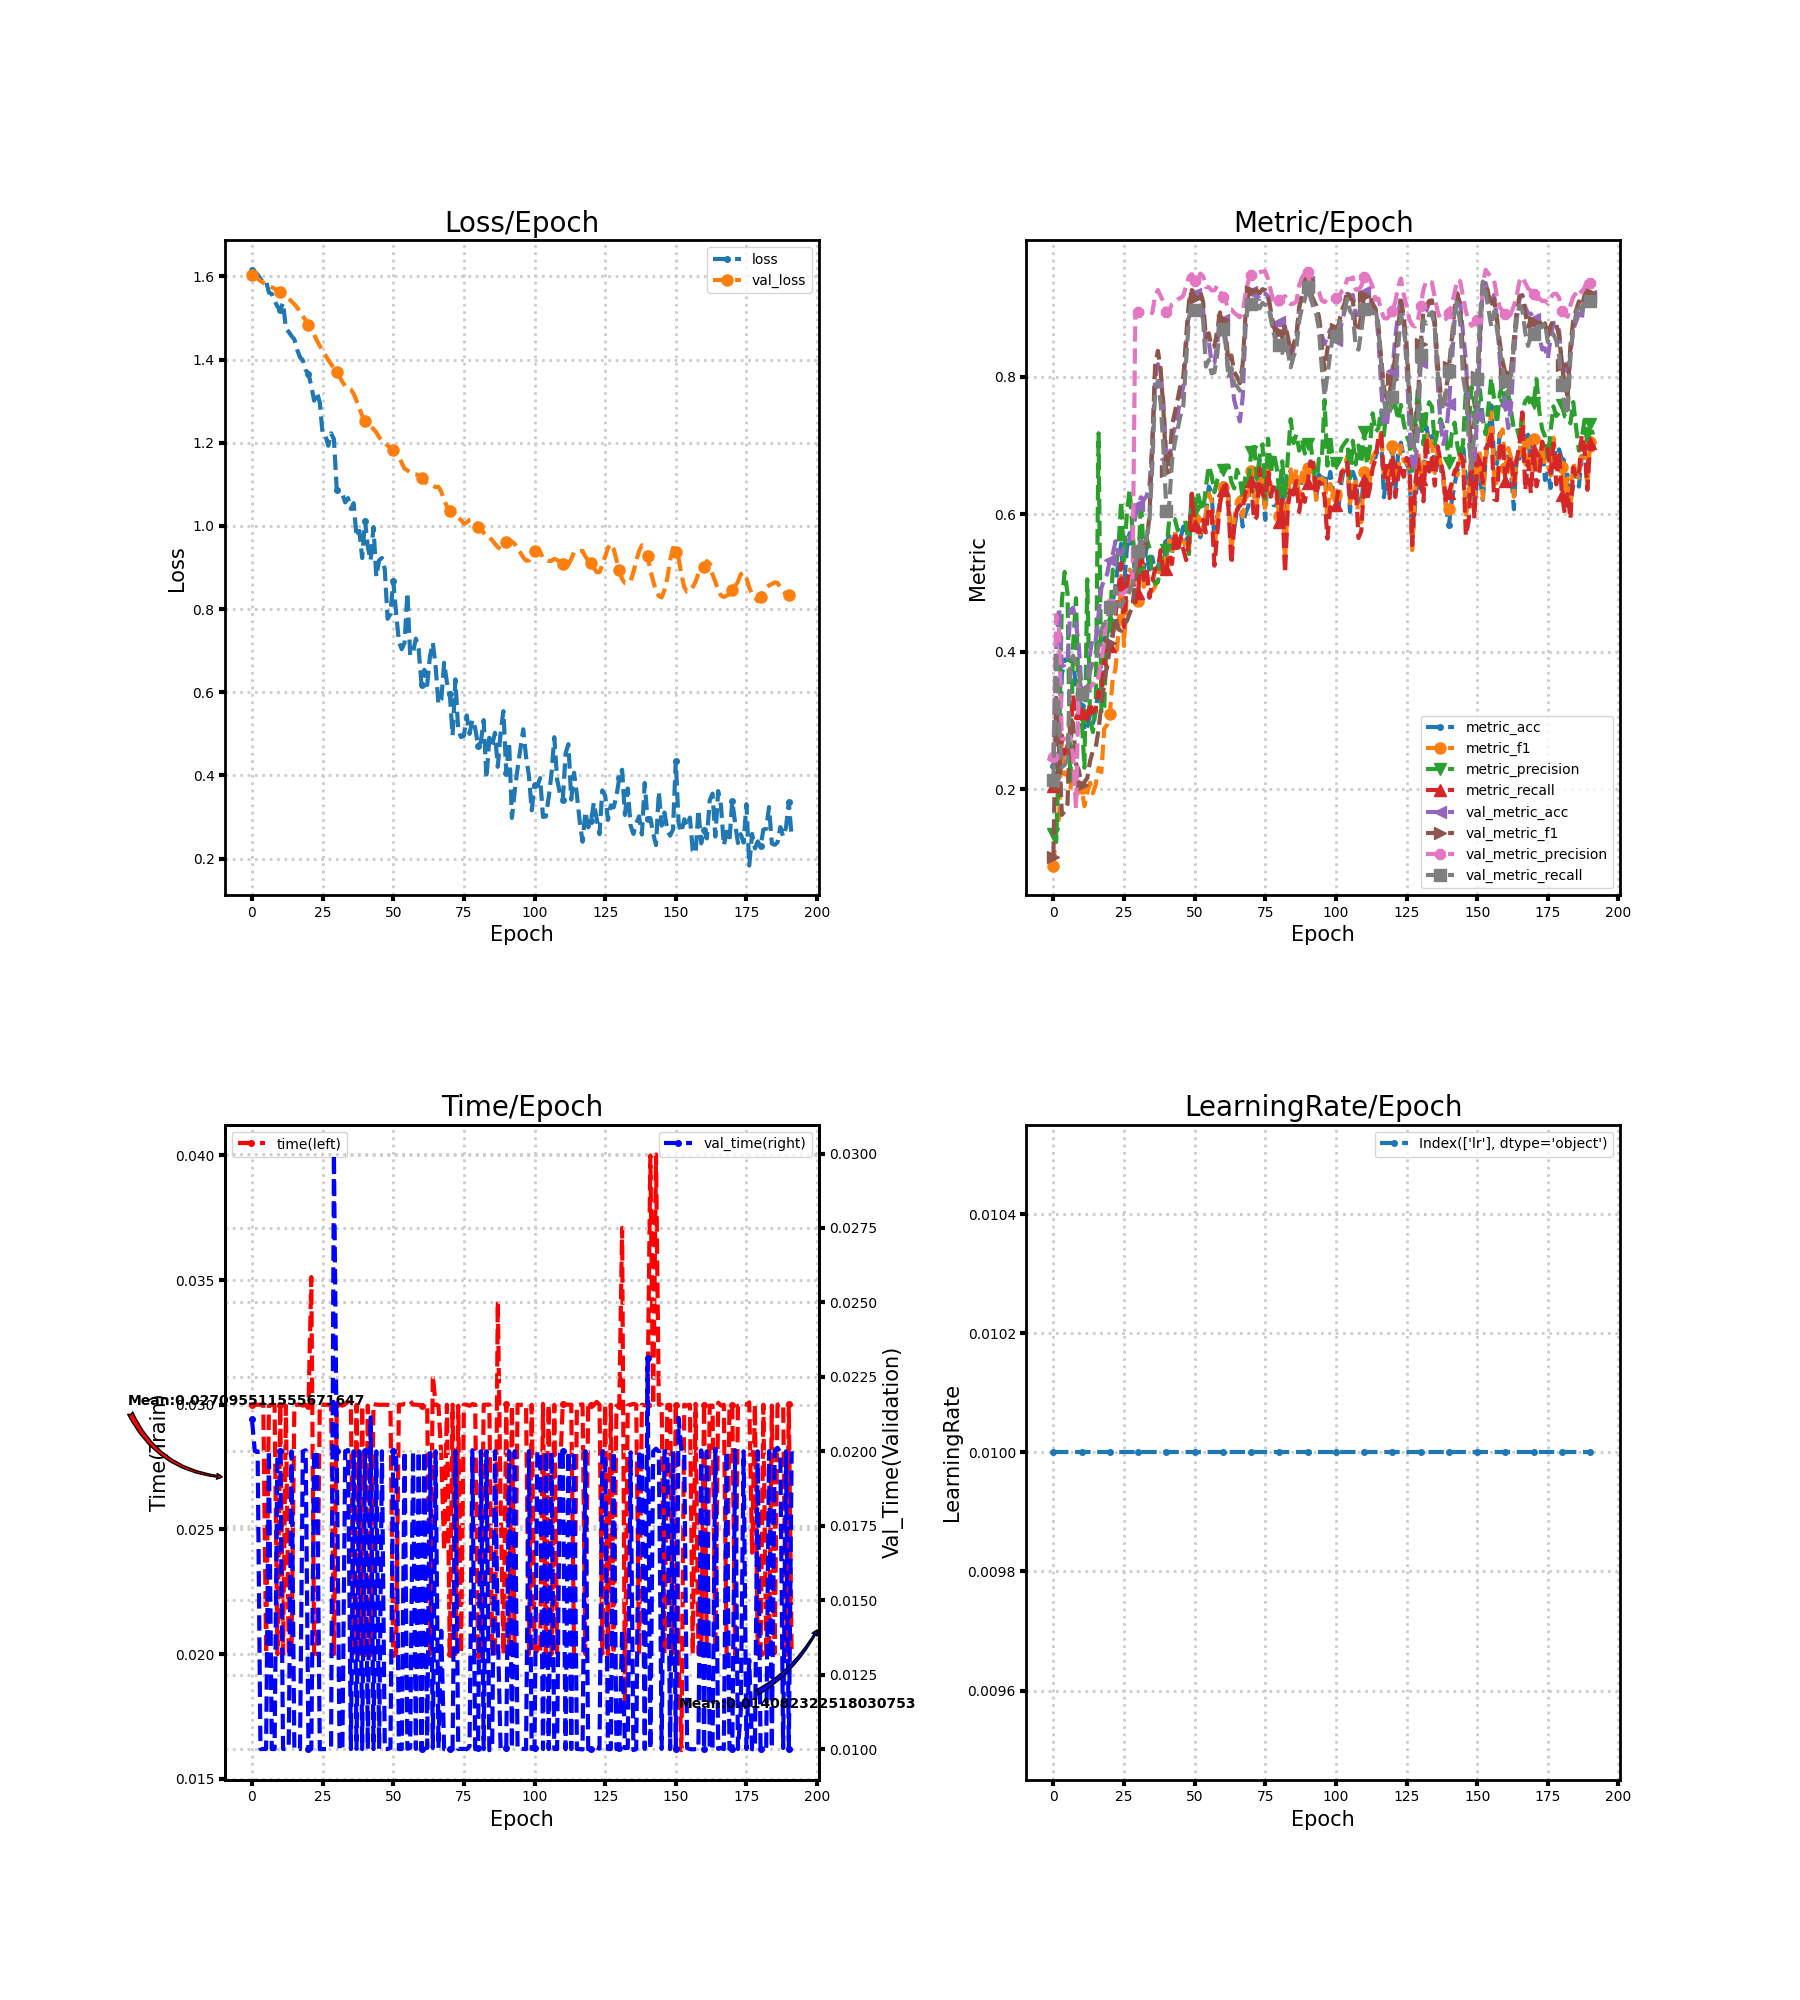 Loss/Epoch
loss
val_loss
1.6
1.4
1.2
1.0
0.8
0.6
0.4
0.2
Loss
0 25 50 75 100 125 150 175 200
Epoch
Metric/Epoch
0.8
0.6
0.4
0.2
Metric
metric_acc
metric_f1
metric_precision
metric_recall
val_metric_acc
val_metric_f1
val_metric_precision
val_metric_recall
0 25 50 75 100 125 150 175 200
Epoch
Time/Epoch
time(left)
val_time(right)
0.040
0.035
0.030
0.025
0.020
0.015
Time(Train)
Mean:0.027095511555671647
0.0300
0.0275
0.0250
0.0225
0.0200
0.0175
0.0150
0.0125
0.0100
Val_Time(Validation)
Mean:0.014082322518030753
0 25 50 75 100 125 150 175 200
Epoch
LearningRate/Epoch
Index(['lr'], dtype='object')
0.0104
0.0102
0.0100
0.0098
0.0096
LearningRate
0 25 50 75 100 125 150 175 200
Epoch